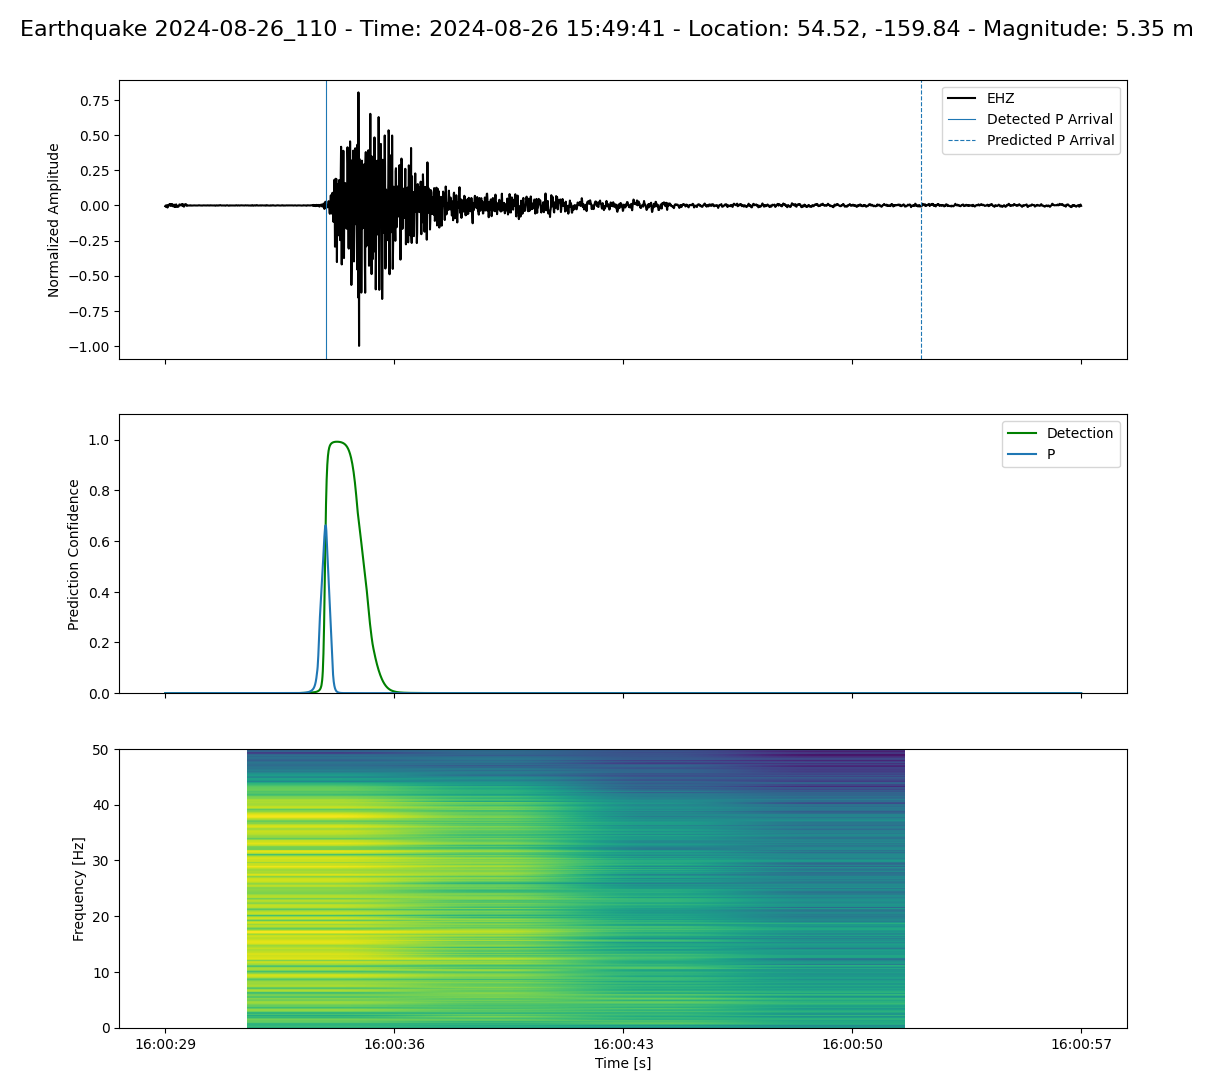 Earthquake 2024-08-26_110 - Time: 2024-08-26 15:49:41 - Location: 54.52, -159.84 - Magnitude: 5.35 m
Normalized Amplitude
0.75
0.50
0.25
0.00
−0.25
−0.50
−0.75
−1.00
EHZ
Detected P Arrival
Predicted P Arrival
Prediction Confidence
1.0
0.8
0.6
0.4
0.2
0.0
Detection
P
Frequency [Hz]
50
40
30
20
10
0
16:00:29 16:00:36 16:00:43 16:00:50 16:00:57
Time [s]